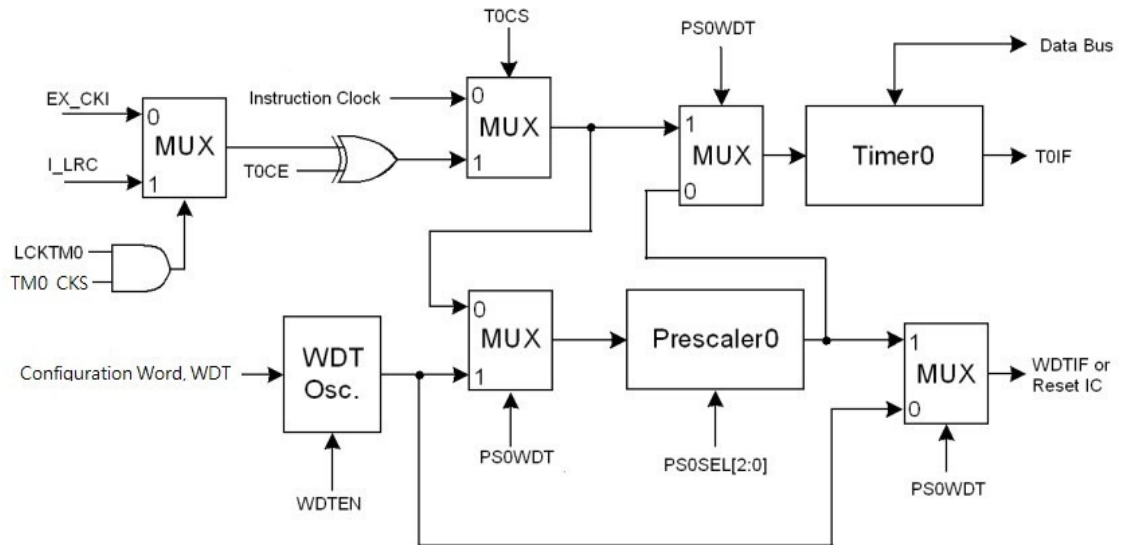 T0CS
PS0WDT
Data Bus
EX_CKI
0
MUX
I_LRC
1
Instruction Clock
0
MUX
1
T0CE
1
MUX
0
Timer0
T0IF
LCKTM0
TM0_CKS
Configuration Word, WDT
WDT
Osc.
WDTEN
0
MUX
1
PS0WDT
Prescaler0
PS0SEL[2:0]
1
MUX
0
WDTIF or
Reset IC
PS0WDT